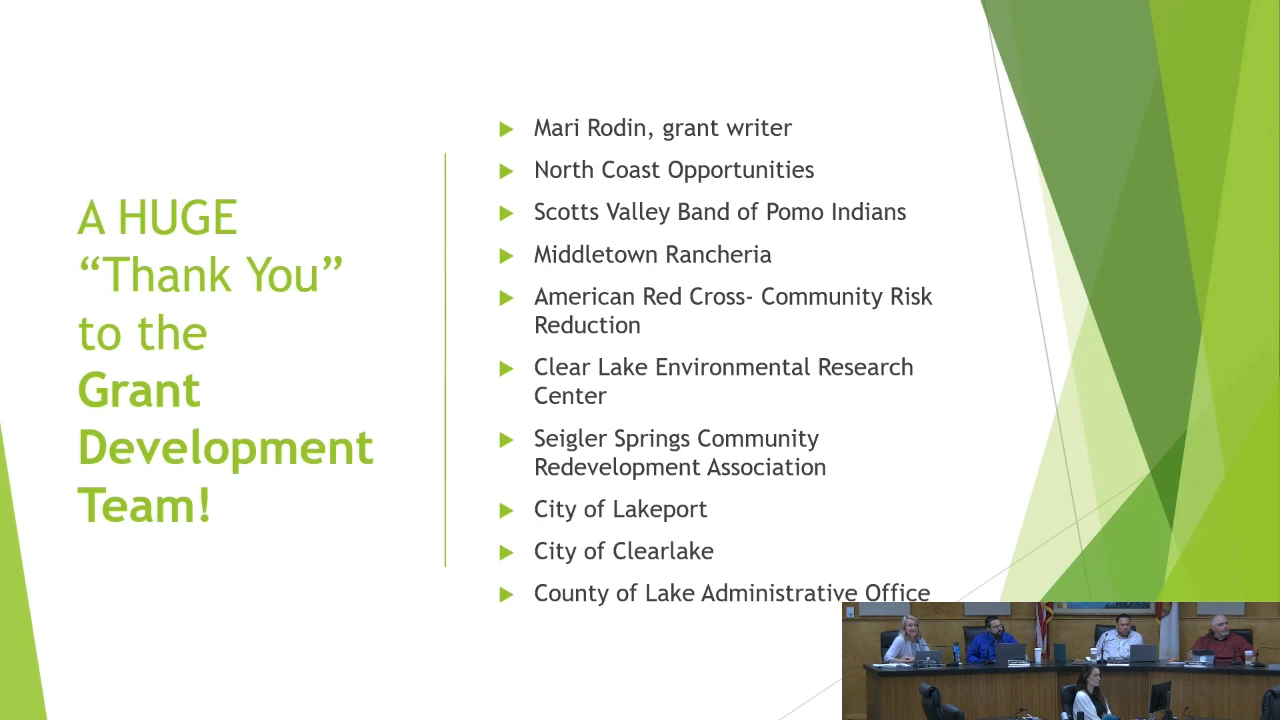 A HUGE
“Thank You”
to the
Grant
Development
Team!
Mari Rodin, grant writer
North Coast Opportunities
Scotts Valley Band of Pomo Indians
Middletown Rancheria
American Red Cross- Community Risk
Reduction
Clear Lake Environmental Research
Center
Seigler Springs Community
Redevelopment Association
City of Lakeport
City of Clearlake
County of Lake Administrative Office